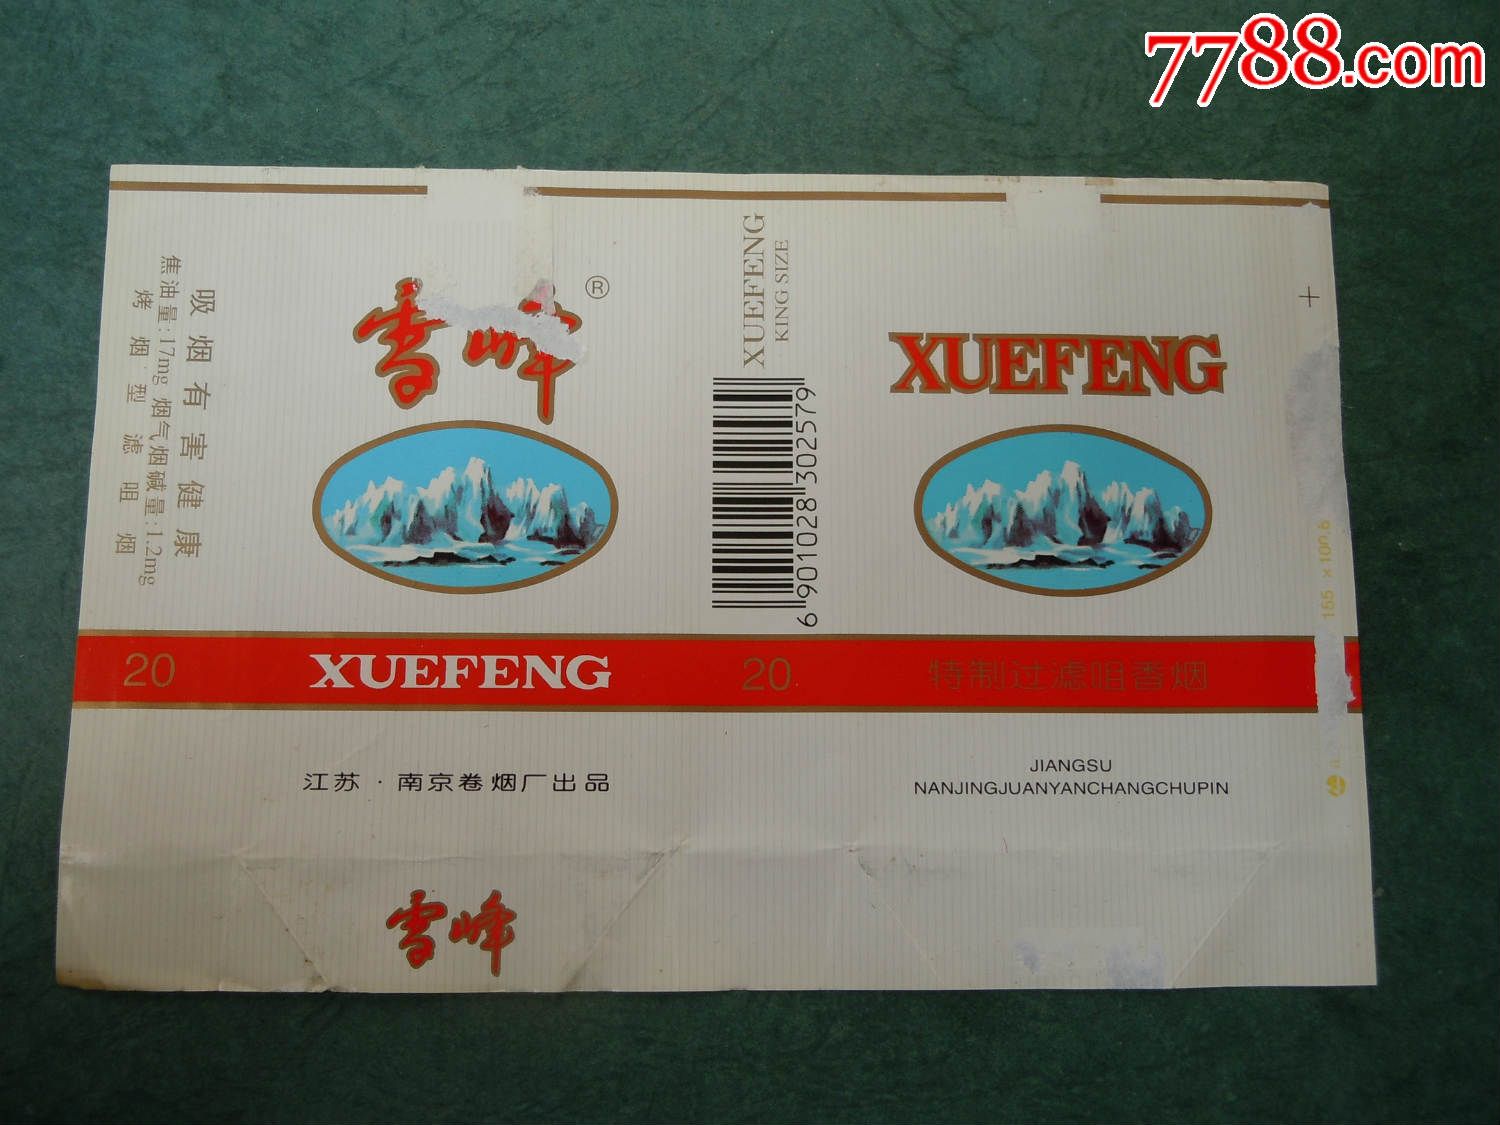 7788.com
吸烟有害健康
焦油量:17mg 烟气烟碱量:1.2mg
烤烟型滤咀烟
雪峰®
XUEFENG
KING SIZE
6901028302579
XUEFENG
20
XUEFENG
20
特制过滤咀香烟
江苏·南京卷烟厂出品
JIANGSU
NANJINGJUANYANCHANGCHUPIN
雪峰